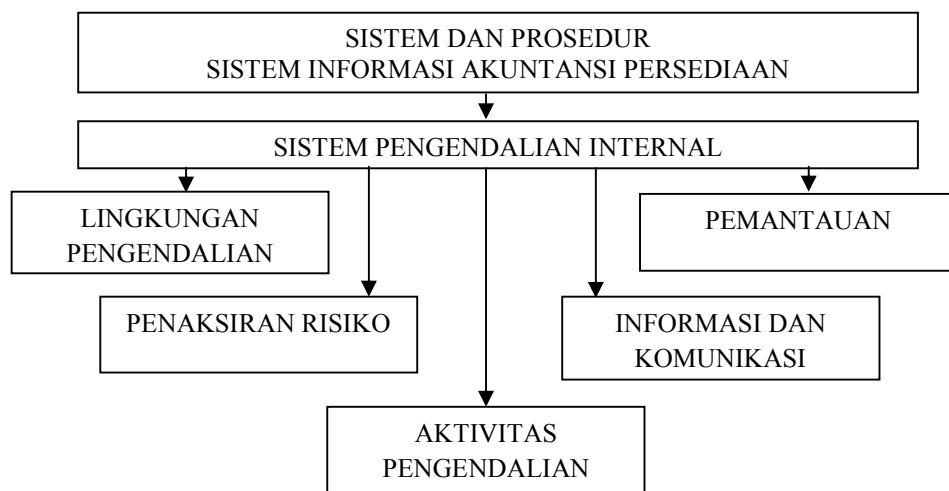 SISTEM DAN PROSEDUR
SISTEM INFORMASI AKUNTANSI PERSEDIAAN
SISTEM PENGENDALIAN INTERNAL
LINGKUNGAN
PENGENDALIAN
PEMANTAUAN
PENAKSIRAN RISIKO
INFORMASI DAN
KOMUNIKASI
AKTIVITAS
PENGENDALIAN